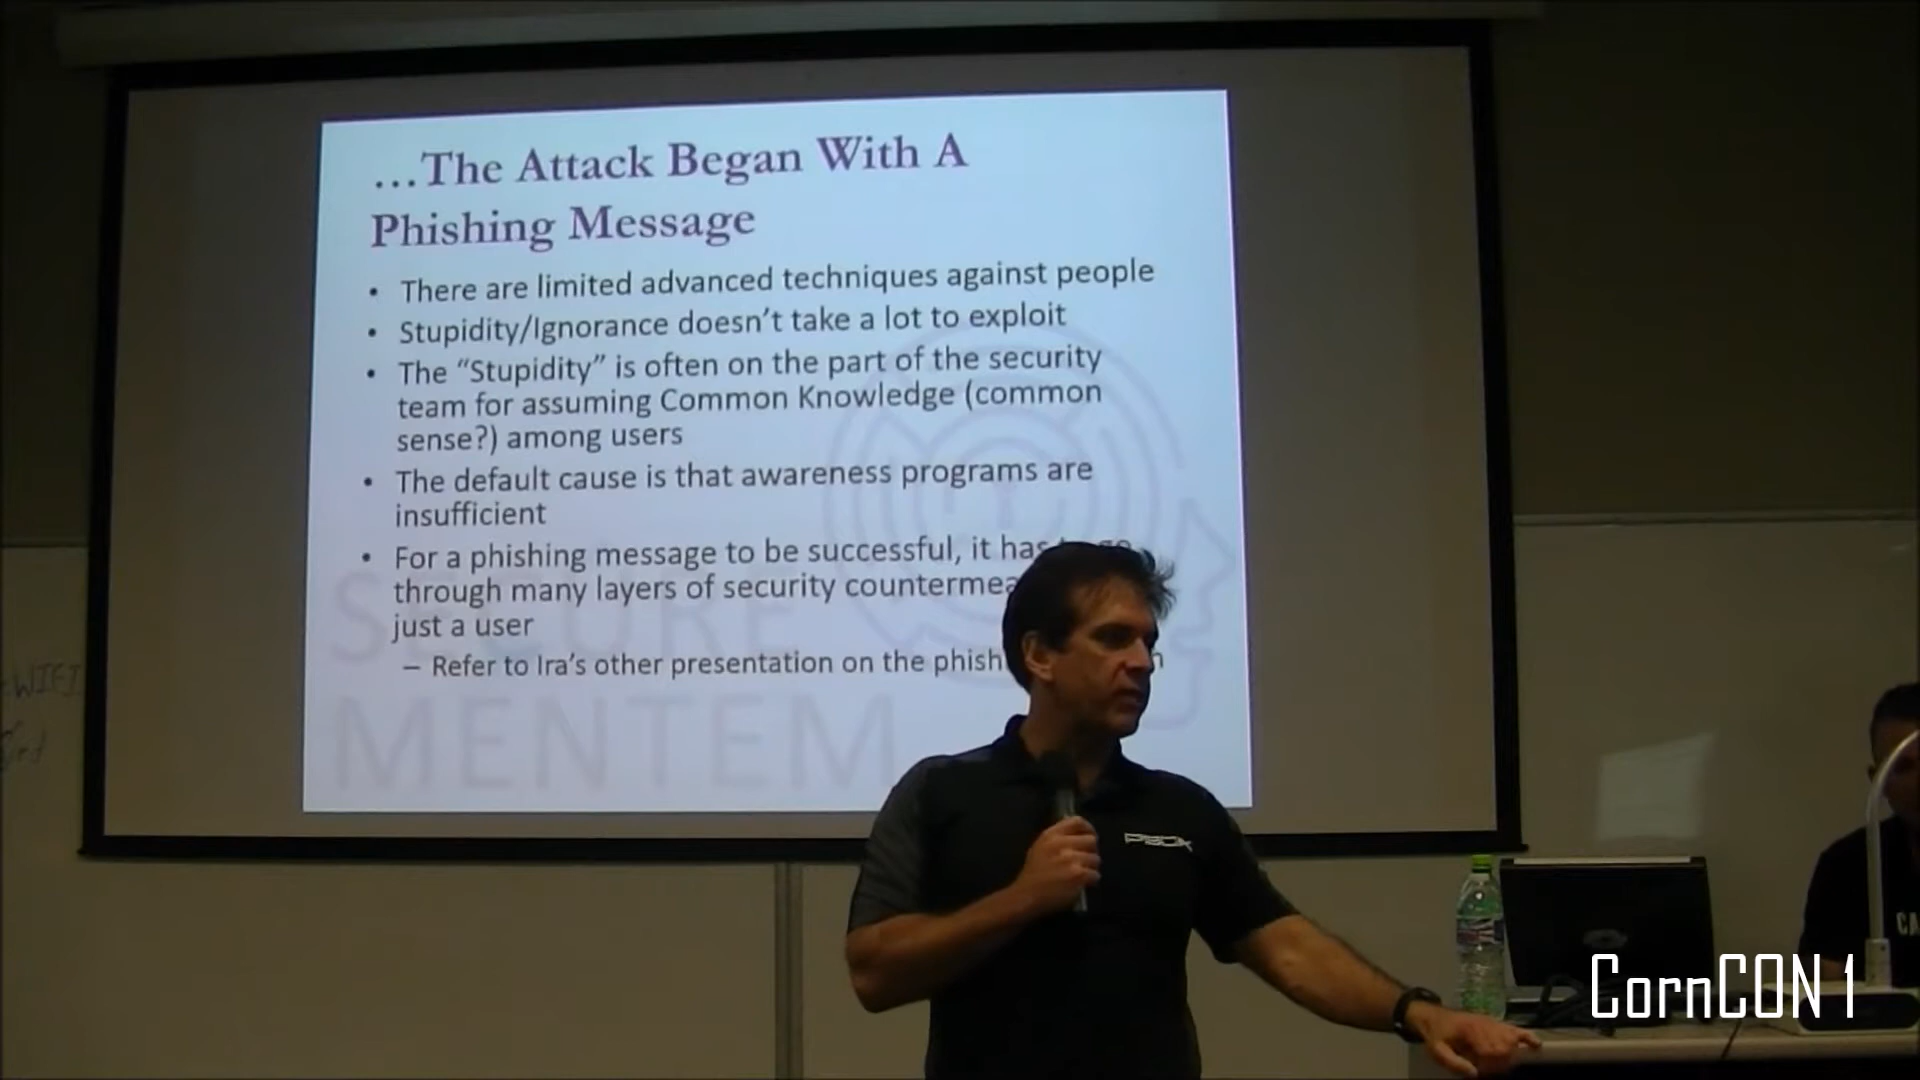 …The Attack Began With A
Phishing Message
• There are limited advanced techniques against people
• Stupidity/Ignorance doesn't take a lot to exploit
• The "Stupidity" is often on the part of the security
team for assuming Common Knowledge (common
sense?) among users
• The default cause is that awareness programs are
insufficient
• For a phishing message to be successful, it has
through many layers of security
just a user
– Refer to Ira's other presentation on the
SECURE
MENTEM
WIFI
CornCON 1